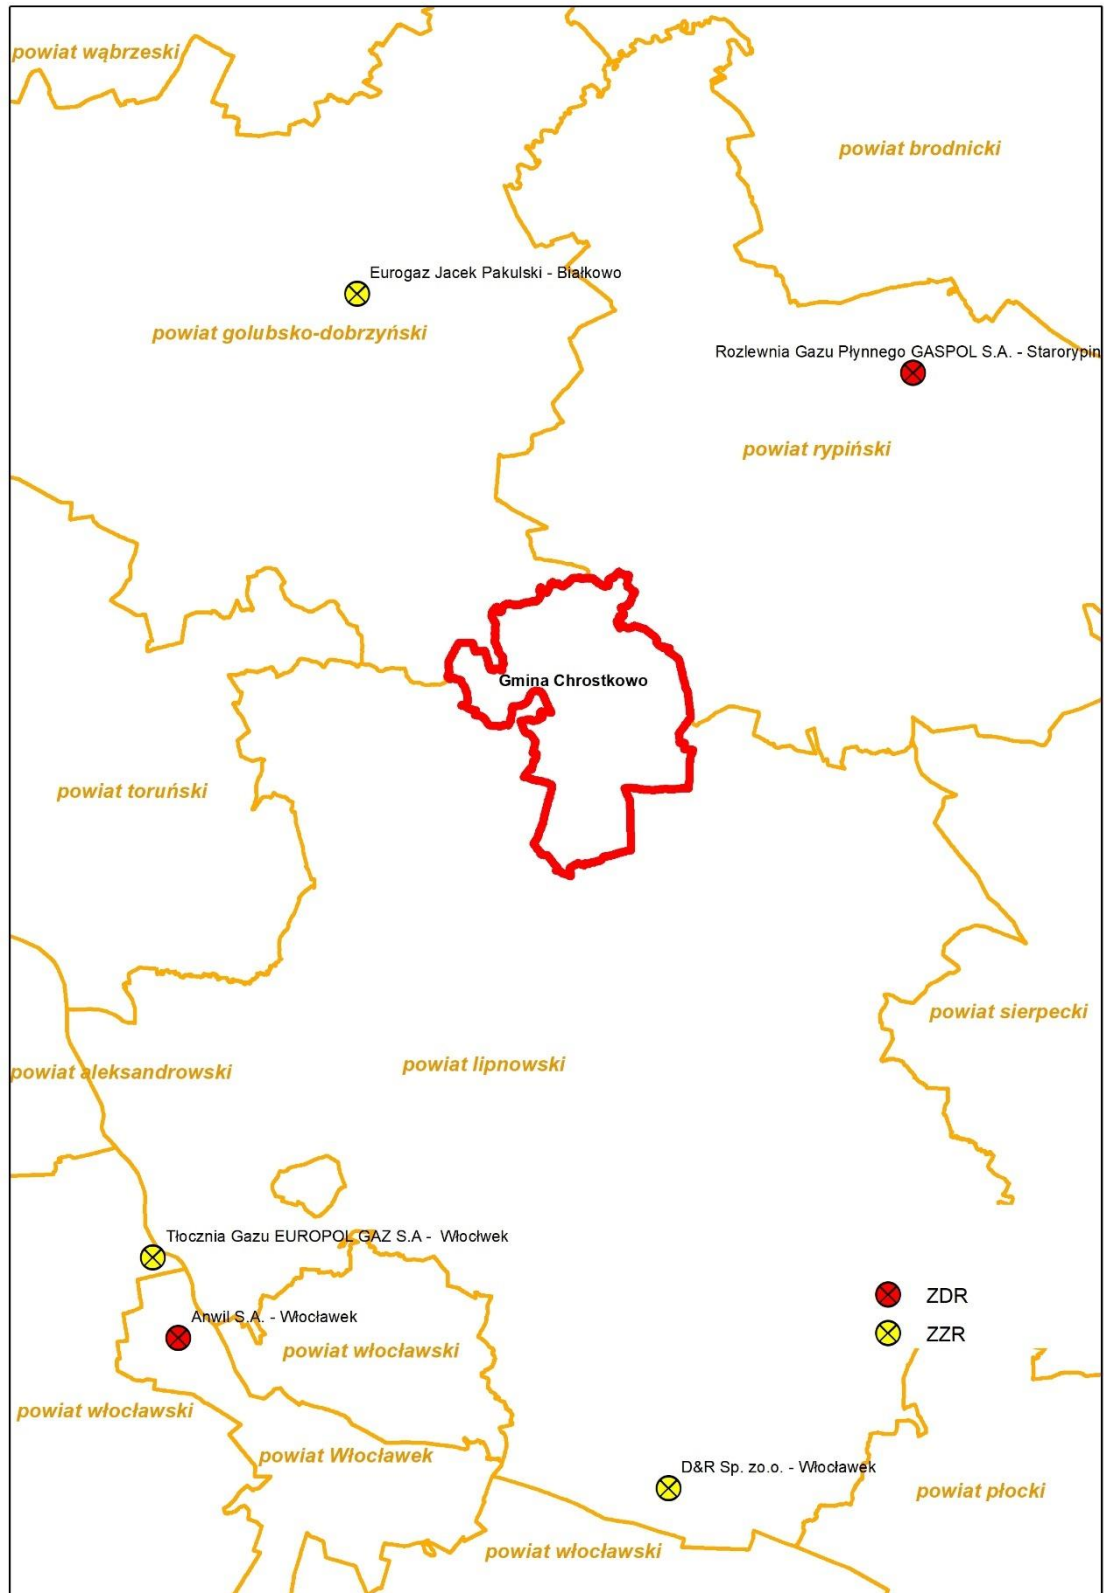 powiat wąbrzeski
powiat brodnicki
Eurogaz Jacek Pakulski - Białkowo
powiat golubsko-dobrzyński
Rozlewnia Gazu Płynnego GASPOL S.A. - Starorypin
powiat rypiński
Gmina Chrostkowo
powiat toruński
powiat sierpecki
powiat lipnowski
powiat aleksandrowski
Tłocznia Gazu EUROPOL GAZ S.A - Włocłwek
ZDR
Anwil S.A. - Włocławek
ZZR
powiat włocławski
powiat włocławski
powiat Włocławek
D&R Sp. zo.o. - Włocławek
powiat płocki
powiat włocławski